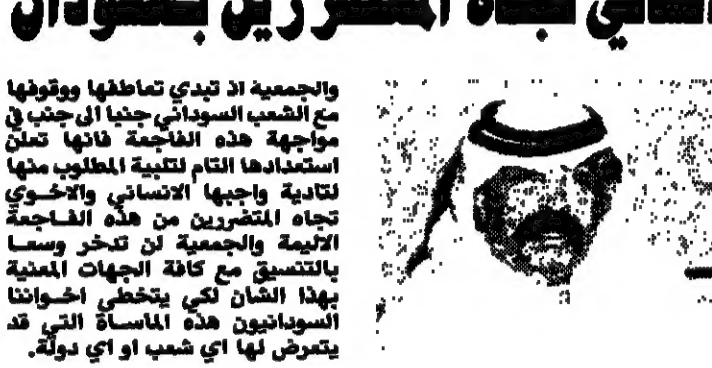 تجاه المتضررين بالسودان
والجمعية اذ تبدي تعاطفها ووقوفها
مع الشعب السوداني جنبا الى جنب في
مواجهة هذه الفاجعة فانها تعلن
استعدادها التام لتلبية المطلوب منها
لتادية واجبها الانساني والاخوي
تجاه المتضررين من هذه الفاجعة
الاليمة والجمعية لن تدخر وسعا
بالتنسيق مع كافة الجهات المعنية
بهذا الشان لكي يتخطى اخواننا
السودانيون هذه الماساة التي قد
يتعرض لها اي شعب او اي دولة.